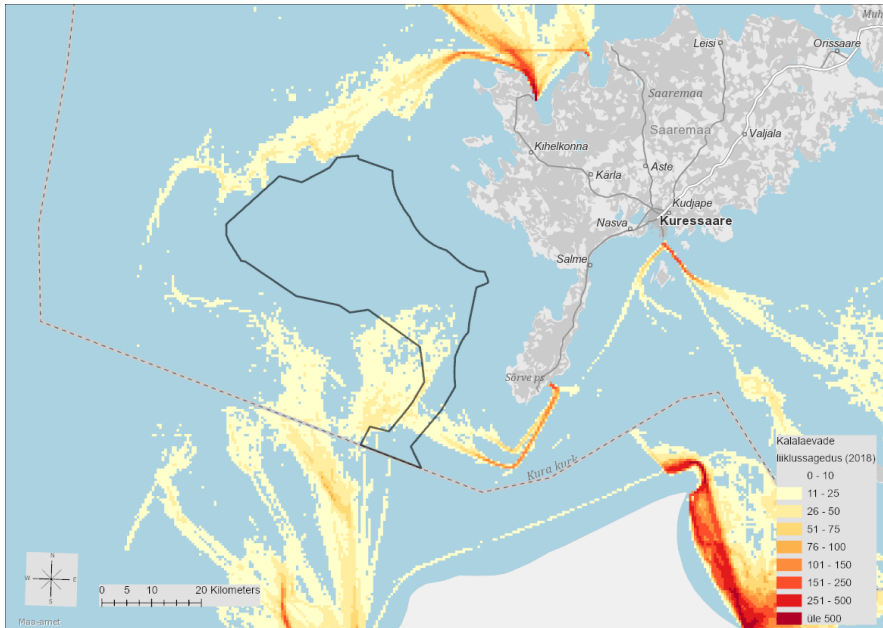 Muh
Leisi
Orissaare
Saaremaa
Saaremaa
Valjala
Kihelkonna
Aste
Kärla
Kudjape
Kuressaare
Nasva
Salme
Sõrve ps
Kura kurk
Kalalaevade
liiklussagedus (2018)
0 - 10
11 - 25
26 - 50
51 - 75
76 - 100
101 - 150
151 - 250
251 - 500
üle 500
N
W E
S
0 5 10 20 Kilometers
Maa-amet